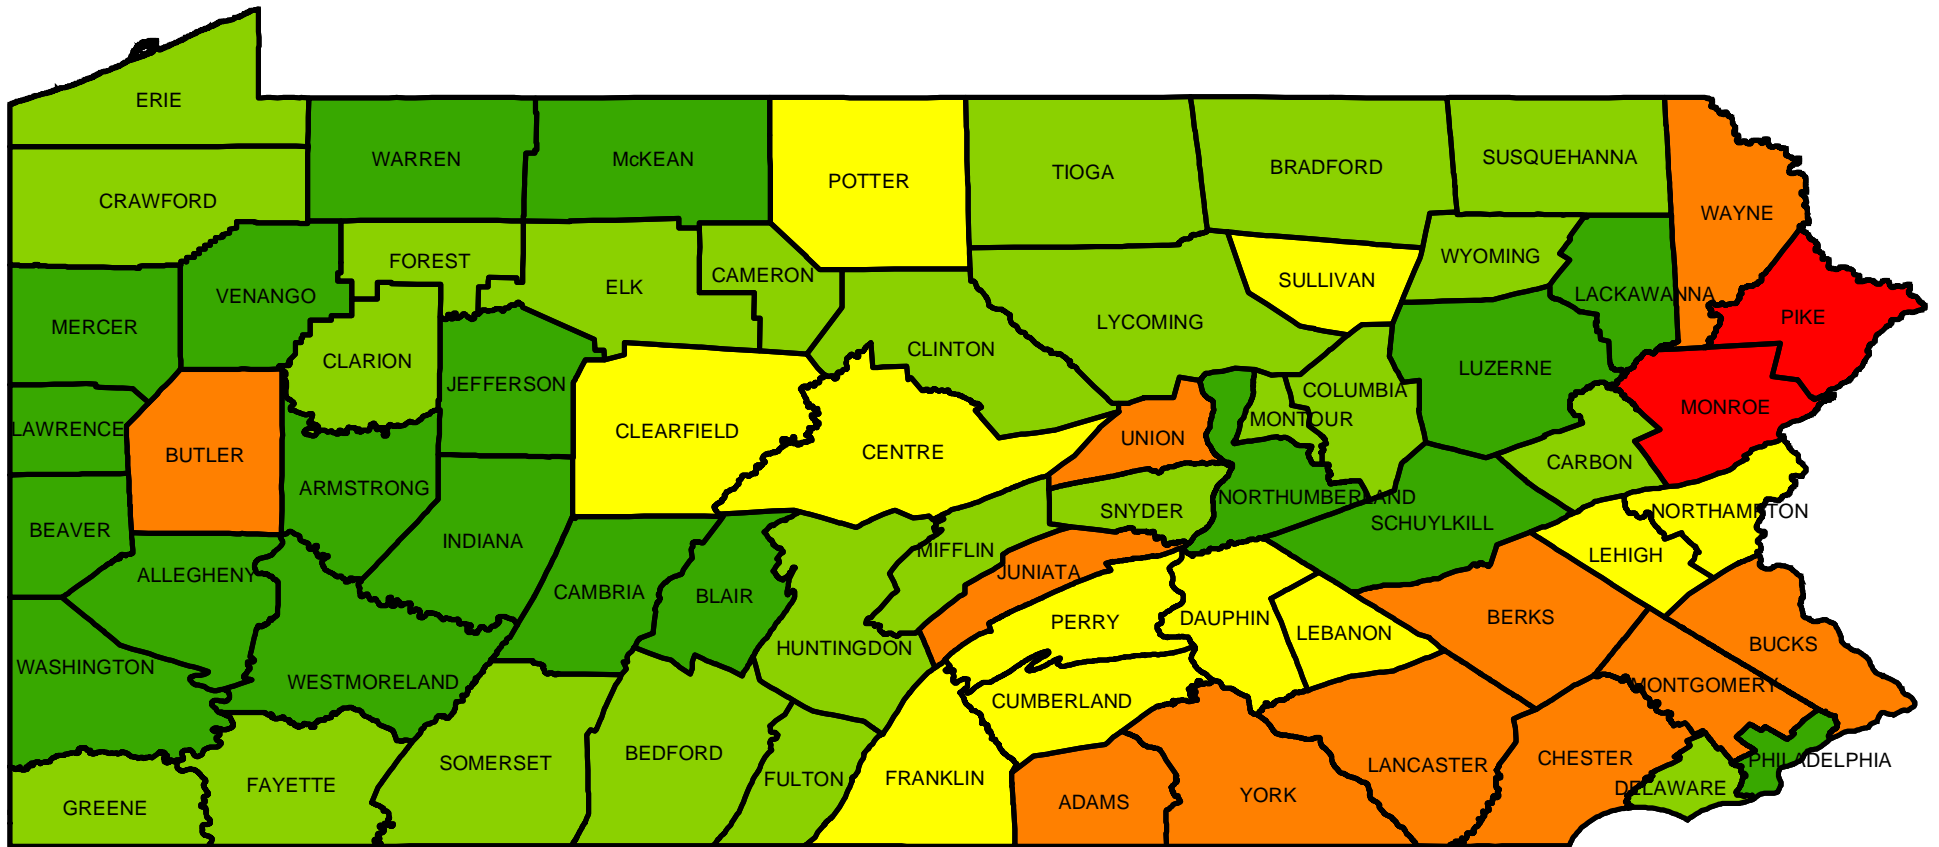 ERIE
WARREN
McKEAN
SUSQUEHANNA
BRADFORD
TIOGA
POTTER
CRAWFORD
WAYNE
FOREST
WYOMING
CAMERON
SULLIVAN
ELK
VENANGO
LACKAWANNA
PIKE
LYCOMING
MERCER
CLINTON
CLARION
LUZERNE
JEFFERSON
COLUMBIA
MONROE
MONTOUR
LAWRENCE
CLEARFIELD
UNION
CENTRE
BUTLER
CARBON
ARMSTRONG
NORTHUMBERLAND
SNYDER
NORTHAMPTON
SCHUYLKILL
BEAVER
INDIANA
MIFFLIN
LEHIGH
JUNIATA
ALLEGHENY
CAMBRIA
BLAIR
BERKS
DAUPHIN
PERRY
LEBANON
BUCKS
HUNTINGDON
WASHINGTON
WESTMORELAND
MONTGOMERY
CUMBERLAND
BEDFORD
CHESTER
PHILADELPHIA
SOMERSET
LANCASTER
FULTON
FRANKLIN
FAYETTE
DELAWARE
YORK
ADAMS
GREENE